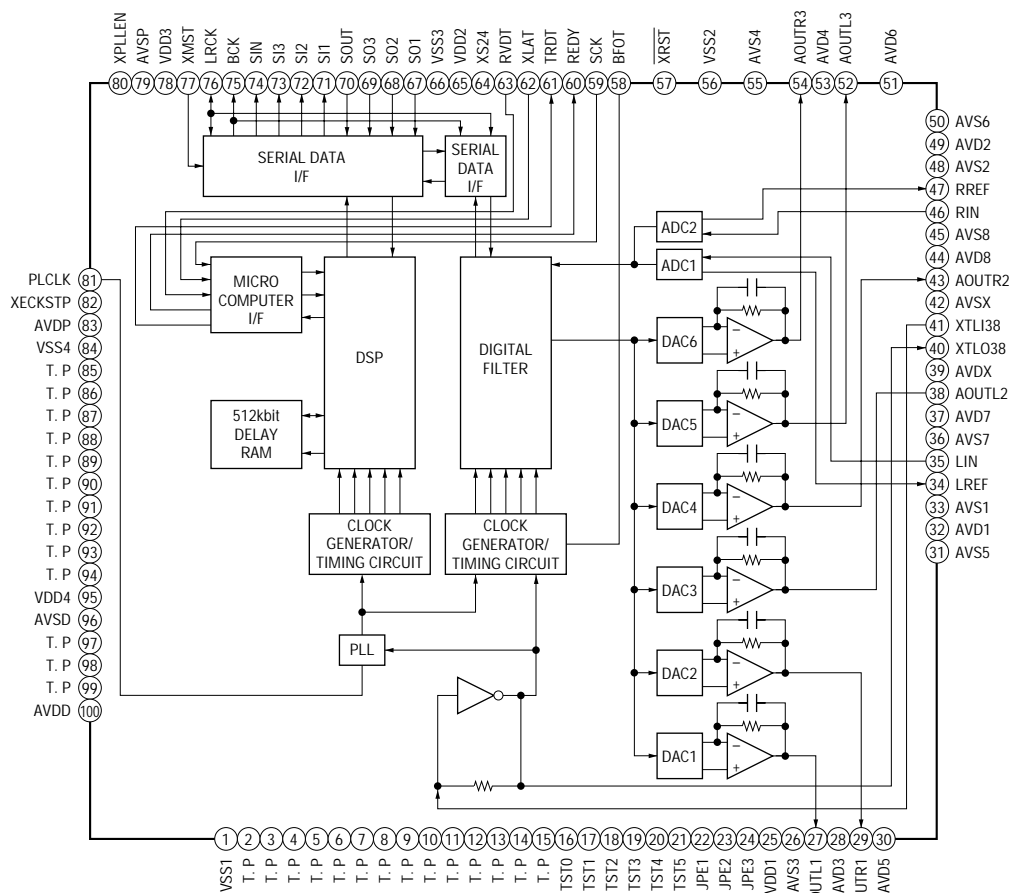 XPLLEN
AVSP
VDD3
XMST
LRCK
BCK
SIN
SI3
SI2
SI1
SOUT
SO3
SO2
SO1
VSS3
VDD2
XS24
RVDT
XLAT
TRDT
REDY
SCK
BFOT
XRST
VSS2
AVS4
AOUTR3
AVD4
AOUTL3
AVD6
80 79 78 77 76 75 74 73 72 71 70 69 68 67 66 65 64 63 62 61 60 59 58 57 56 55 54 53 52 51
50 AVS6
49 AVD2
48 AVS2
47 RREF
46 RIN
45 AVS8
44 AVD8
43 AOUTR2
42 AVSX
41 XTLI38
40 XTLO38
39 AVDX
38 AOUTL2
37 AVD7
36 AVS7
35 LIN
34 LREF
33 AVS1
32 AVD1
31 AVS5
SERIAL DATA
I/F
SERIAL
DATA
I/F
ADC2
ADC1
MICRO
COMPUTER
I/F
DSP
DIGITAL
FILTER
512kbit
DELAY
RAM
CLOCK
GENERATOR/
TIMING CIRCUIT
CLOCK
GENERATOR/
TIMING CIRCUIT
PLL
DAC6
−
+
DAC5
−
+
DAC4
−
+
DAC3
−
+
DAC2
−
+
DAC1
−
+
PLCLK 81
XECKSTP 82
AVDP 83
VSS4 84
T. P 85
T. P 86
T. P 87
T. P 88
T. P 89
T. P 90
T. P 91
T. P 92
T. P 93
T. P 94
VDD4 95
AVSD 96
T. P 97
T. P 98
T. P 99
AVDD 100
1 2 3 4 5 6 7 8 9 10 11 12 13 14 15 16 17 18 19 20 21 22 23 24 25 26 27 28 29 30
VSS1
T. P
T. P
T. P
T. P
T. P
T. P
T. P
T. P
T. P
T. P
T. P
T. P
T. P
T. P
TST0
TST1
TST2
TST3
TST4
TST5
JPE1
JPE2
JPE3
VDD1
AVS3
OUTL1
AVD3
UTR1
AVD5